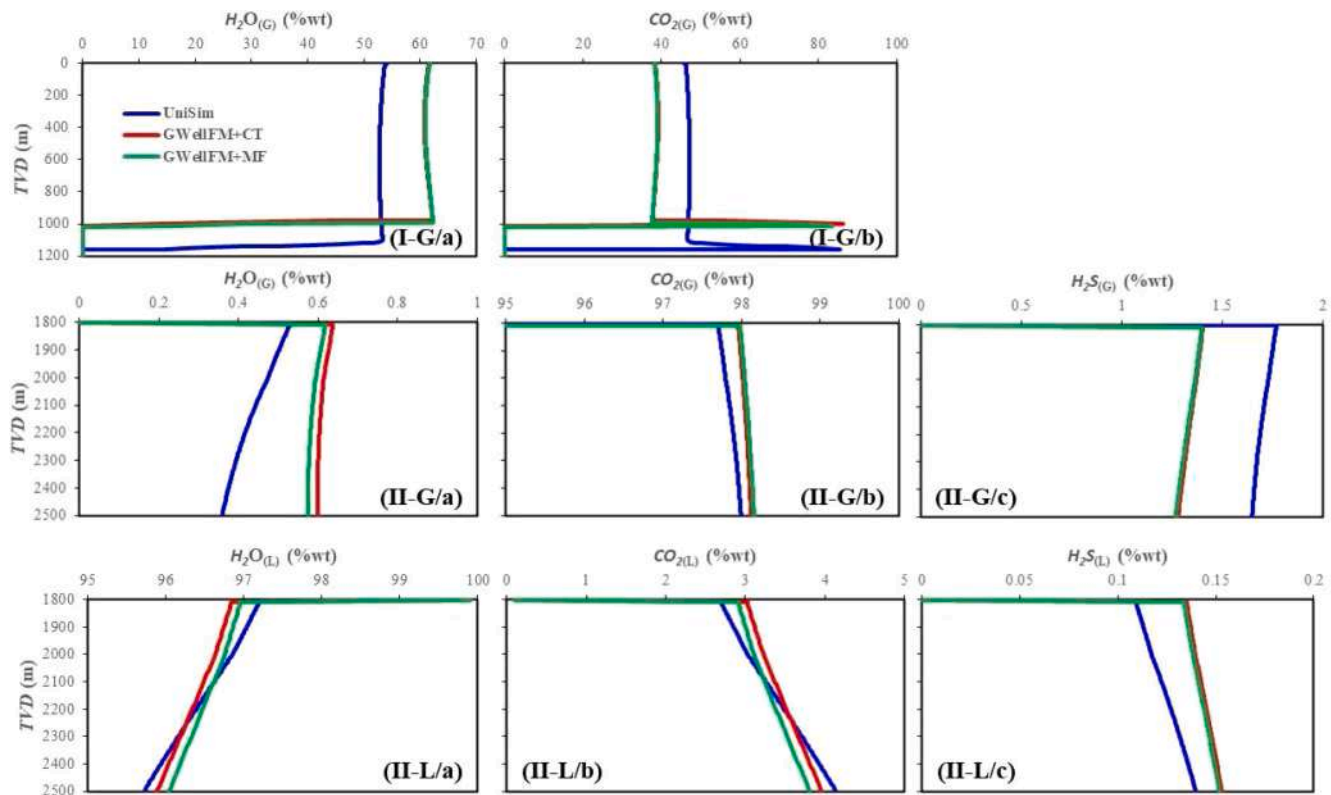 H₂O(G) (%wt)
CO₂(G) (%wt)
0 10 20 30 40 50 60 70
0 20 40 60 80 100
TVD (m)
0
200
400
600
800
1000
1200
UniSim
GWellFM+CT
GWellFM+MF
(I-G/a)
(I-G/b)
H₂O(G) (%wt)
CO₂(G) (%wt)
H₂S(G) (%wt)
0 0.2 0.4 0.6 0.8 1
95 96 97 98 99 100
0 0.5 1 1.5 2
TVD (m)
1800
1900
2000
2100
2200
2300
2400
2500
(II-G/a)
(II-G/b)
(II-G/c)
H₂O(L) (%wt)
CO₂(L) (%wt)
H₂S(L) (%wt)
95 96 97 98 99 100
0 1 2 3 4 5
0 0.05 0.1 0.15 0.2
TVD (m)
1800
1900
2000
2100
2200
2300
2400
2500
(II-L/a)
(II-L/b)
(II-L/c)